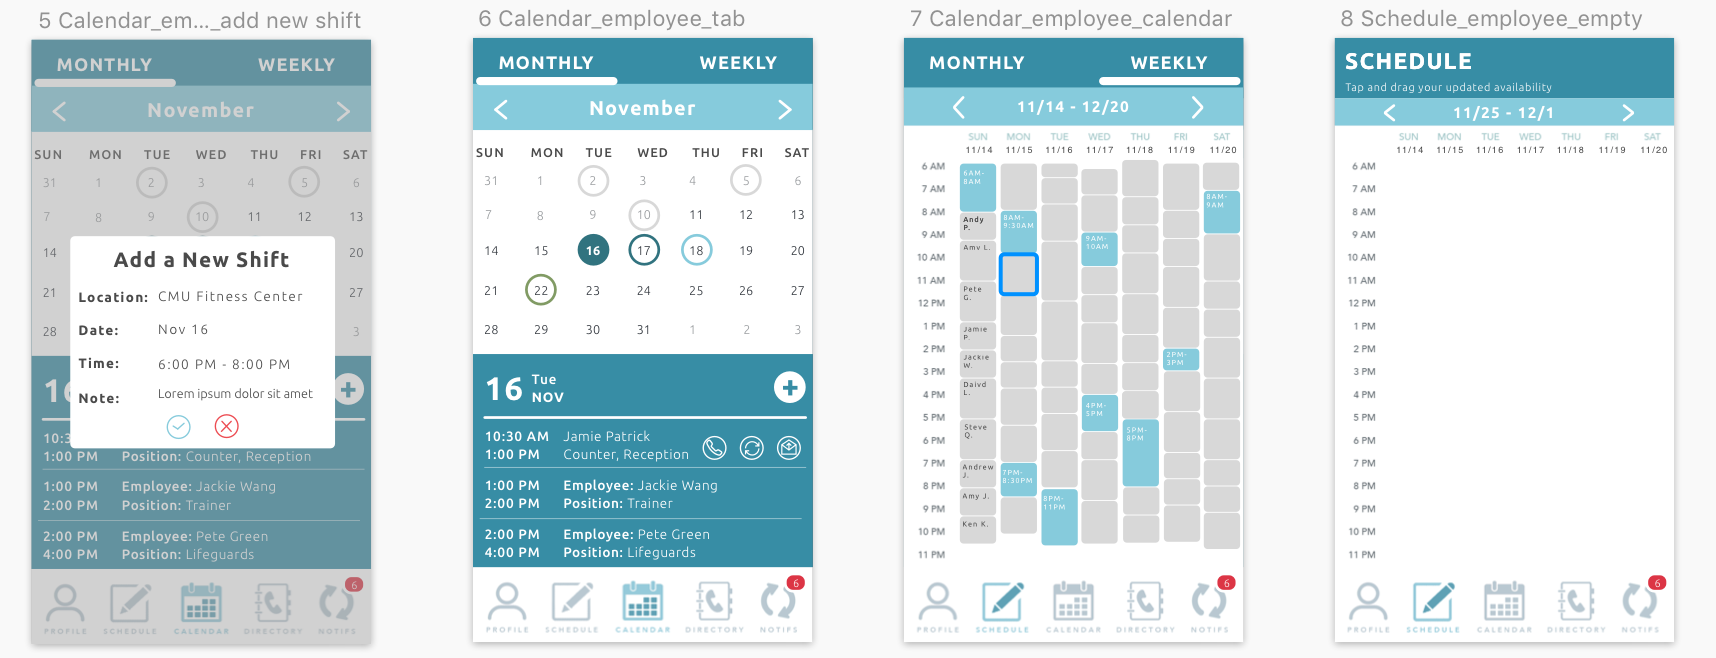 5 Calendar_em..._add new shift
MONTHLY WEEKLY
November
SUN MON TUE WED THU FRI SAT
31 1 2 3 4 5 6
7 8 9 10 11 12 13
14 20
21 27
28 3
Add a New Shift
Location: CMU Fitness Center
Date: Nov 16
Time: 6:00 PM - 8:00 PM
Note: Lorem ipsum dolor sit amet
10:3
1:00 PM Position: Counter, Reception
1:00 PM Employee: Jackie Wang
2:00 PM Position: Trainer
2:00 PM Employee: Pete Green
4:00 PM Position: Lifeguards
6
PROFILE SCHEDULE CALENDAR DIRECTORY NOTIFS
6 Calendar_employee_tab
MONTHLY WEEKLY
November
SUN MON TUE WED THU FRI SAT
31 1 2 3 4 5 6
7 8 9 10 11 12 13
14 15 16 17 18 19 20
21 22 23 24 25 26 27
28 29 30 31 1 2 3
16 Tue
NOV
10:30 AM Jamie Patrick
1:00 PM Counter, Reception
1:00 PM Employee: Jackie Wang
2:00 PM Position: Trainer
2:00 PM Employee: Pete Green
4:00 PM Position: Lifeguards
6
PROFILE SCHEDULE CALENDAR DIRECTORY NOTIFS
7 Calendar_employee_calendar
MONTHLY WEEKLY
11/14 - 12/20
SUN MON TUE WED THU FRI SAT
11/14 11/15 11/16 11/17 11/18 11/19 11/20
6 AM
7 AM
8 AM
9 AM
10 AM
11 AM
12 PM
1 PM
2 PM
3 PM
4 PM
5 PM
6 PM
7 PM
8 PM
9 PM
10 PM
11 PM
6AM-
8AM
Andy
P.
Amy L.
Pete
G.
Jamie
P.
Jackie
W.
Daivd
L.
Steve
Q.
Andrew
J.
Amy J.
Ken K.
8AM-
9:30AM
7PM-
8:30PM
8PM-
11PM
9AM-
10AM
4PM-
5PM
5PM-
8PM
2PM-
3PM
8AM-
9AM
6
PROFILE SCHEDULE CALENDAR DIRECTORY NOTIFS
8 Schedule_employee_empty
SCHEDULE
Tap and drag your updated availability
11/25 - 12/1
SUN MON TUE WED THU FRI SAT
11/14 11/15 11/16 11/17 11/18 11/19 11/20
6 AM
7 AM
8 AM
9 AM
10 AM
11 AM
12 PM
1 PM
2 PM
3 PM
4 PM
5 PM
6 PM
7 PM
8 PM
9 PM
10 PM
11 PM
6
PROFILE SCHEDULE CALENDAR DIRECTORY NOTIFS